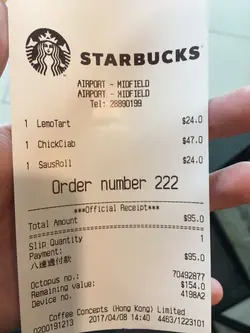 STARBUCKS
AIRPORT - MIDFIELD
AIRPORT - MIDFIELD
Tel: 28890199
1 LemoTart $24.0
1 ChickCiab $47.0
1 SausRoll $24.0
Order number 222
***Official Receipt***
Total Amount $95.0
Slip Quantity 1
Payment:
八達通付款 $95.0
Octopus no.: 70492877
Remaining value: $154.0
Device no. 4198A2
Coffee Concepts (Hong Kong) Limited
0200191213 2017/04/08 14:40 4463/1223101